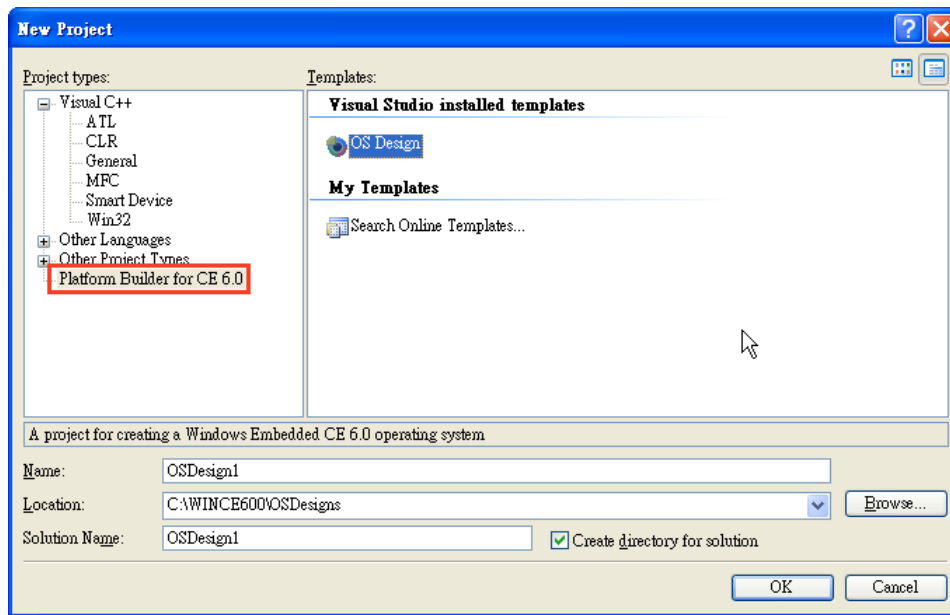 New Project
Project types:
Templates:
Visual C++
ATL
CLR
General
MFC
Smart Device
Win32
Other Languages
Other Project Types
Platform Builder for CE 6.0
Visual Studio installed templates
OS Design
My Templates
Search Online Templates...
A project for creating a Windows Embedded CE 6.0 operating system
Name:
OSDesign1
Location:
C:\WINCE600\OSDesigns
Browse...
Solution Name:
OSDesign1
Create directory for solution
OK
Cancel